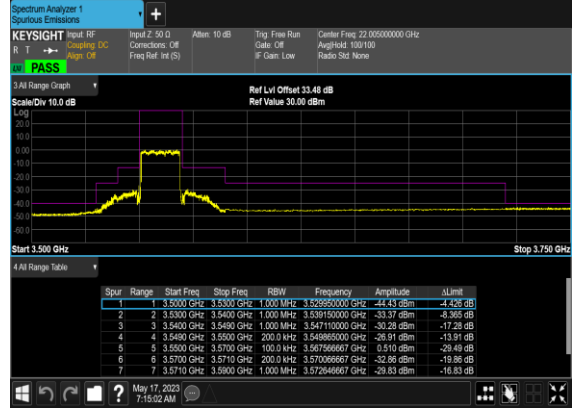 Spectrum Analyzer 1
Spurious Emissions
+
KEYSIGHT Input: RF Input Z: 50 Ω Atten: 10 dB Trig: Free Run Center Freq: 22.005000000 GHz
R T Coupling: DC Corrections: Off Gate: Off Avg|Hold: 100/100
Align: Off Freq Ref: Int (S) IF Gain: Low Radio Std: None
PASS
3 All Range Graph
Ref Lvl Offset 33.48 dB
Scale/Div 10.0 dB Ref Value 30.00 dBm
Log
20.0
10.0
0.00
-10.0
-20.0
-30.0
-40.0
-50.0
-60.0
Start 3.500 GHz Stop 3.750 GHz
4 All Range Table
Spur Range Start Freq Stop Freq RBW Frequency Amplitude ΔLimit
1 1 3.5000 GHz 3.5300 GHz 1.000 MHz 3.529950000 GHz -44.43 dBm -4.426 dB
2 2 3.5300 GHz 3.5400 GHz 1.000 MHz 3.539150000 GHz -33.37 dBm -8.365 dB
3 3 3.5400 GHz 3.5490 GHz 1.000 MHz 3.547110000 GHz -30.28 dBm -17.28 dB
4 4 3.5490 GHz 3.5500 GHz 200.0 kHz 3.549865000 GHz -26.91 dBm -13.91 dB
5 5 3.5500 GHz 3.5700 GHz 100.0 kHz 3.567566667 GHz 0.510 dBm -29.49 dB
6 6 3.5700 GHz 3.5710 GHz 200.0 kHz 3.570066667 GHz -32.86 dBm -19.86 dB
7 7 3.5710 GHz 3.5900 GHz 1.000 MHz 3.572646667 GHz -29.83 dBm -16.83 dB
? May 17, 2023
7:15:02 AM